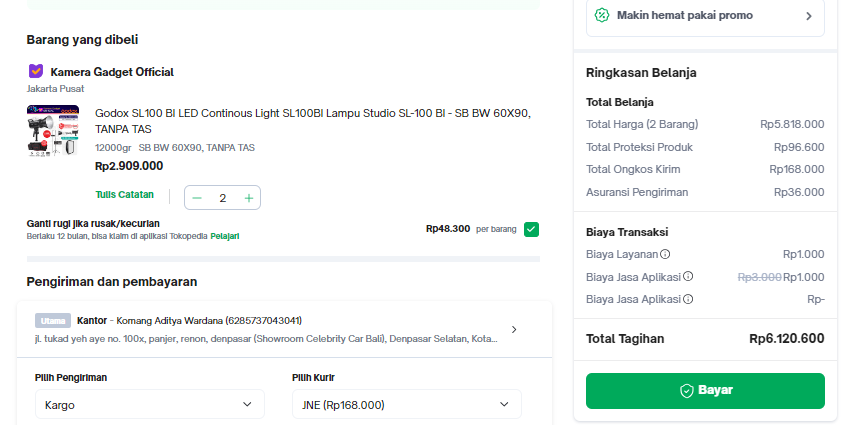 Barang yang dibeli
Kamera Gadget Official
Jakarta Pusat
Godox SL100 BI LED Continous Light SL100BI Lampu Studio SL-100 BI - SB BW 60X90,
TANPA TAS
12000gr SB BW 60X90, TANPA TAS
Rp2.909.000
Tulis Catatan
2
Ganti rugi jika rusak/kecurian
Berlaku 12 bulan, bisa klaim di aplikasi Tokopedia Pelajari
Rp48.300 per barang
Pengiriman dan pembayaran
Utama Kantor - Komang Aditya Wardana (6285737043041)
jl. tukad yeh aye no. 100x, panjer, renon, denpasar (Showroom Celebrity Car Bali), Denpasar Selatan, Kota...
Pilih Pengiriman
Kargo
Pilih Kurir
JNE (Rp168.000)
Makin hemat pakai promo
Ringkasan Belanja
Total Belanja
Total Harga (2 Barang) Rp5.818.000
Total Proteksi Produk Rp96.600
Total Ongkos Kirim Rp168.000
Asuransi Pengiriman Rp36.000
Biaya Transaksi
Biaya Layanan Rp1.000
Biaya Jasa Aplikasi Rp3.000 Rp1.000
Biaya Jasa Aplikasi Rp-
Total Tagihan Rp6.120.600
Bayar